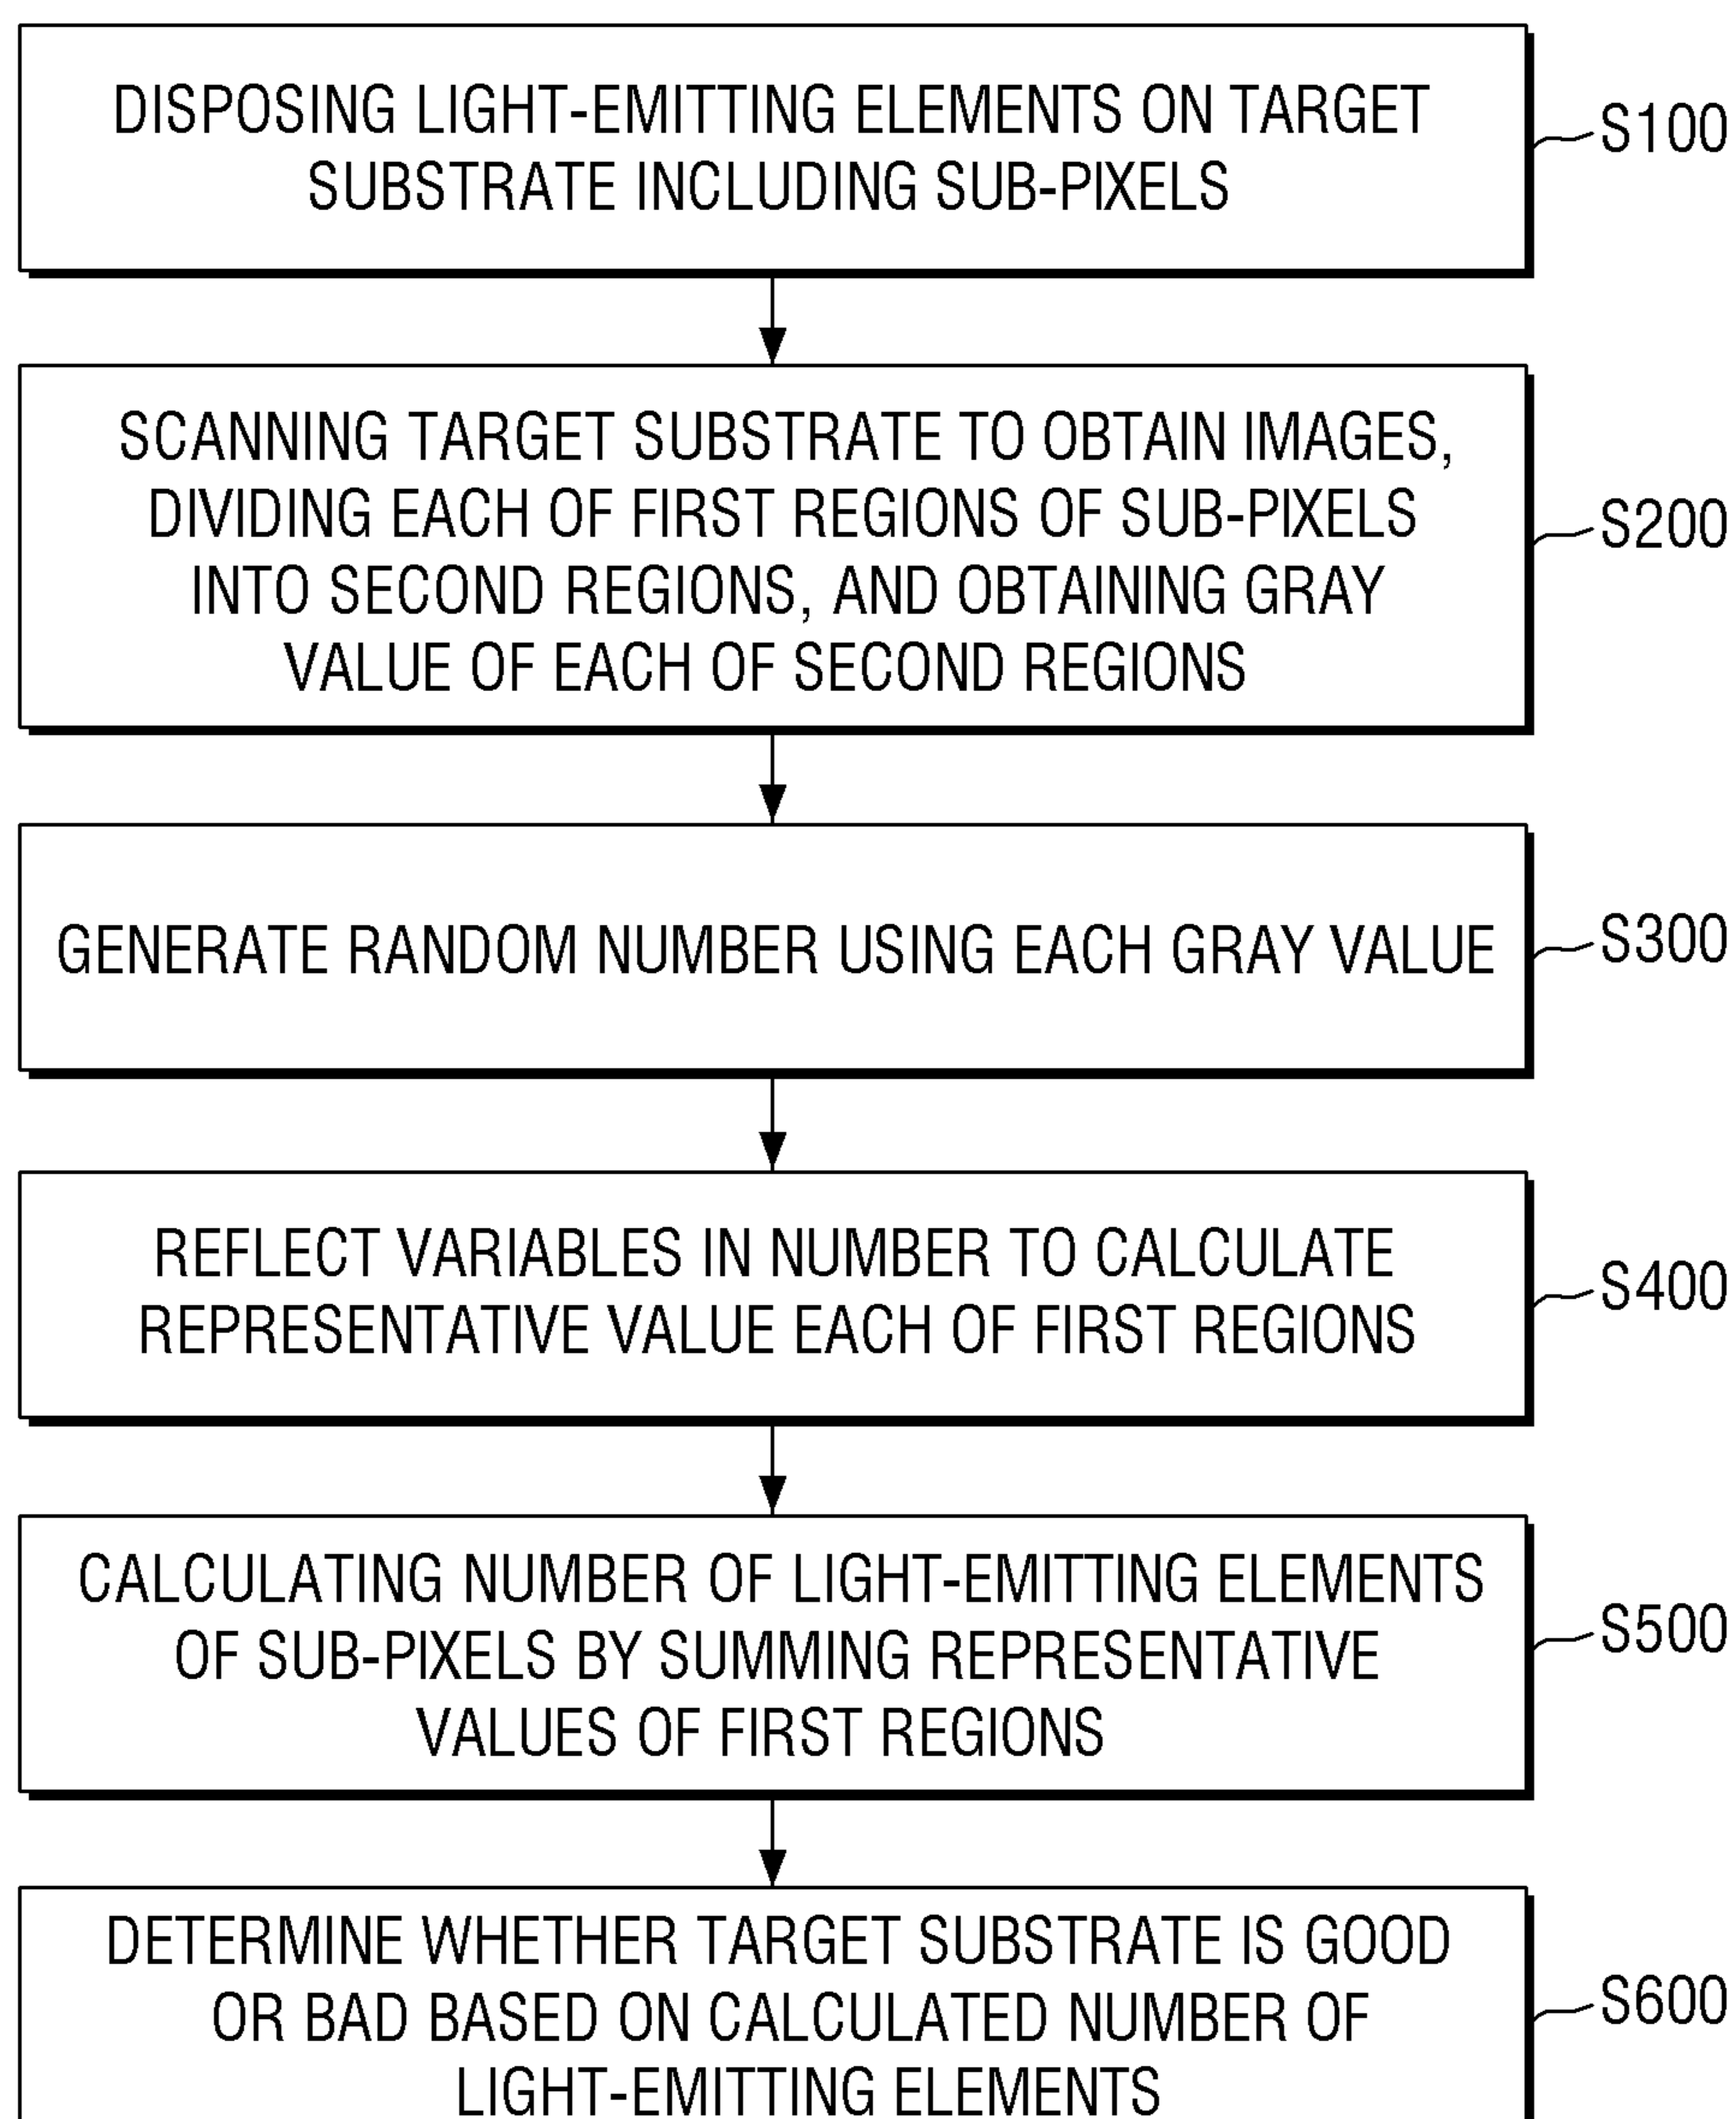 DISPOSING LIGHT-EMITTING ELEMENTS ON TARGET
SUBSTRATE INCLUDING SUB-PIXELS
S100
SCANNING TARGET SUBSTRATE TO OBTAIN IMAGES,
DIVIDING EACH OF FIRST REGIONS OF SUB-PIXELS
INTO SECOND REGIONS, AND OBTAINING GRAY
VALUE OF EACH OF SECOND REGIONS
S200
GENERATE RANDOM NUMBER USING EACH GRAY VALUE
S300
REFLECT VARIABLES IN NUMBER TO CALCULATE
REPRESENTATIVE VALUE EACH OF FIRST REGIONS
S400
CALCULATING NUMBER OF LIGHT-EMITTING ELEMENTS
OF SUB-PIXELS BY SUMMING REPRESENTATIVE
VALUES OF FIRST REGIONS
S500
DETERMINE WHETHER TARGET SUBSTRATE IS GOOD
OR BAD BASED ON CALCULATED NUMBER OF
LIGHT-EMITTING ELEMENTS
S600